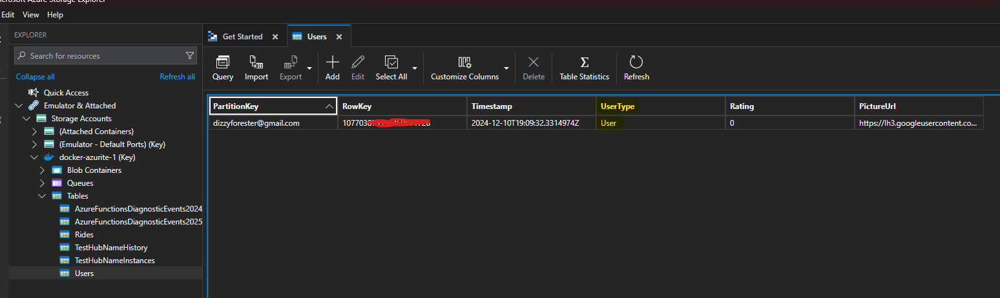 Microsoft Azure Storage Explorer
Edit View Help
EXPLORER
Search for resources
Collapse all Refresh all
Quick Access
Emulator & Attached
Storage Accounts
(Attached Containers)
(Emulator - Default Ports) (Key)
docker-azurite-1 (Key)
Blob Containers
Queues
Tables
AzureFunctionsDiagnosticEvents2024
AzureFunctionsDiagnosticEvents2025
Rides
TestHubNameHistory
TestHubNameInstances
Users
Get Started Users
Query Import Export Add Edit Select All Customize Columns Delete Table Statistics Refresh
PartitionKey RowKey Timestamp UserType Rating PictureUrl
dizzyforester@gmail.com 2024-12-10T19:09:32.3314974Z User 0 https://lh3.googleusercontent.co...